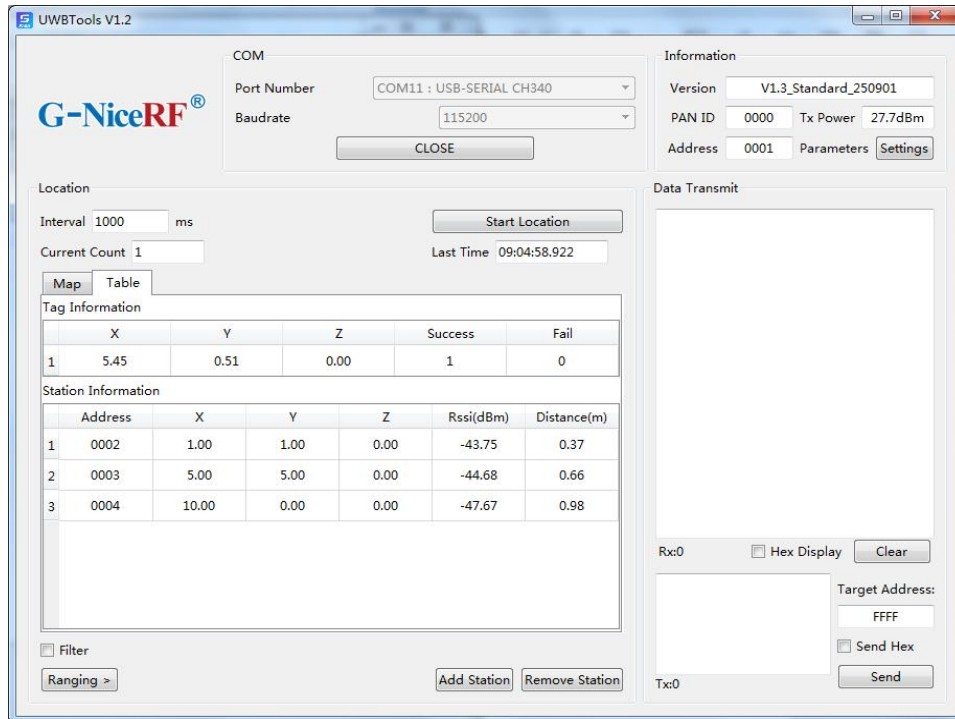 UWBTools V1.2
G-NiceRF®
COM
Port Number COM11 : USB-SERIAL CH340
Baudrate 115200
CLOSE
Information
Version V1.3_Standard_250901
PAN ID 0000 Tx Power 27.7dBm
Address 0001 Parameters Settings
Location
Interval 1000 ms Start Location
Current Count 1 Last Time 09:04:58.922
Map Table
Tag Information
X Y Z Success Fail
1 5.45 0.51 0.00 1 0
Station Information
Address X Y Z Rssi(dBm) Distance(m)
1 0002 1.00 1.00 0.00 -43.75 0.37
2 0003 5.00 5.00 0.00 -44.68 0.66
3 0004 10.00 0.00 0.00 -47.67 0.98
Filter
Ranging > Add Station Remove Station
Data Transmit
Rx:0 Hex Display Clear
Target Address:
FFFF
Send Hex
Tx:0 Send